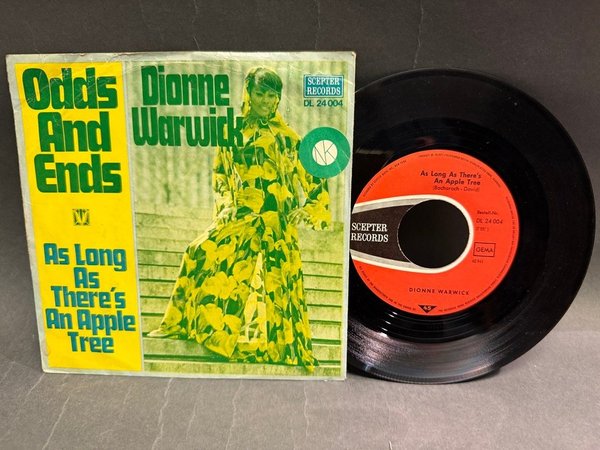 Odds
And
Ends
As Long
As
There's
An Apple
Tree
Dionne
Warwick
SCEPTER
RECORDS
DL 24 004
As Long As There's
An Apple Tree
(Bacharach - David)
Bestell-Nr.
DL 24 004
GEMA
SCEPTER
RECORDS
DIONNE WARWICK
45